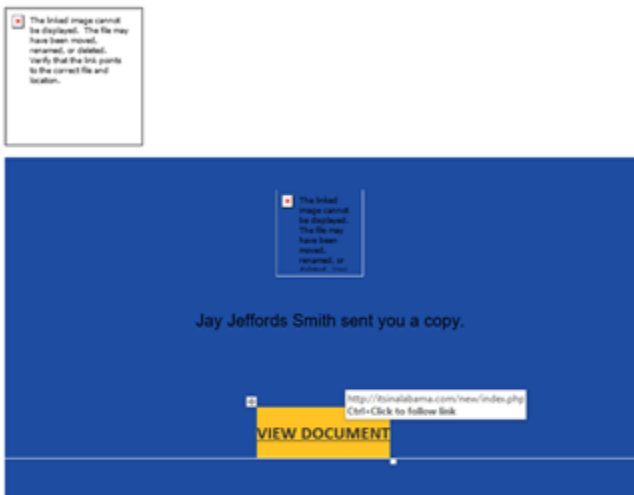 The linked image cannot
be displayed. The file may
have been moved,
renamed, or deleted.
Verify that the link points
to the correct file and
location.
The linked
image cannot
be displayed.
The file may
have been
moved,
renamed, or
Jay Jeffords Smith sent you a copy.
http://itsinalabama.com/new/index.php
Ctrl+Click to follow link
VIEW DOCUMENT